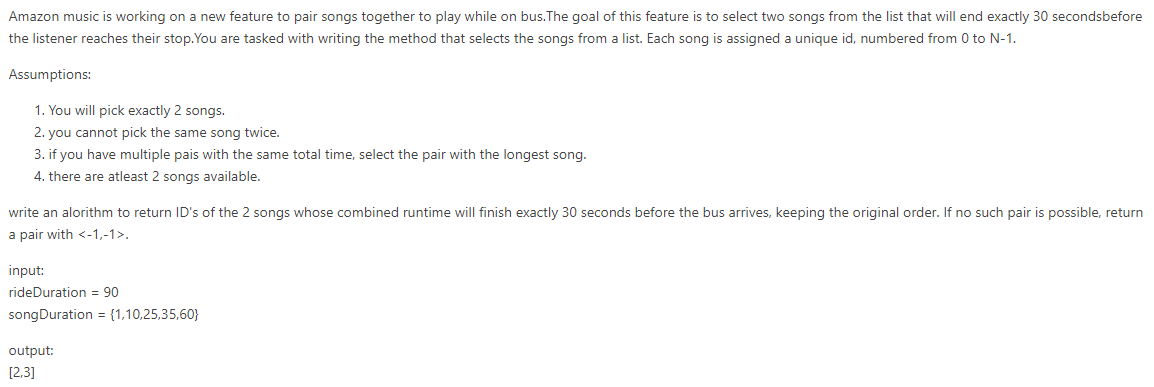 Amazon music is working on a new feature to pair songs together to play while on bus.The goal of this feature is to select two songs from the list that will end exactly 30 secondsbefore
the listener reaches their stop.You are tasked with writing the method that selects the songs from a list. Each song is assigned a unique id, numbered from 0 to N-1.
Assumptions:
1. You will pick exactly 2 songs.
2. you cannot pick the same song twice.
3. if you have multiple pais with the same total time, select the pair with the longest song.
4. there are atleast 2 songs available.
write an alorithm to return ID's of the 2 songs whose combined runtime will finish exactly 30 seconds before the bus arrives, keeping the original order. If no such pair is possible, return
a pair with <-1,-1>.
input:
rideDuration = 90
songDuration = {1,10,25,35,60}
output:
[2,3]